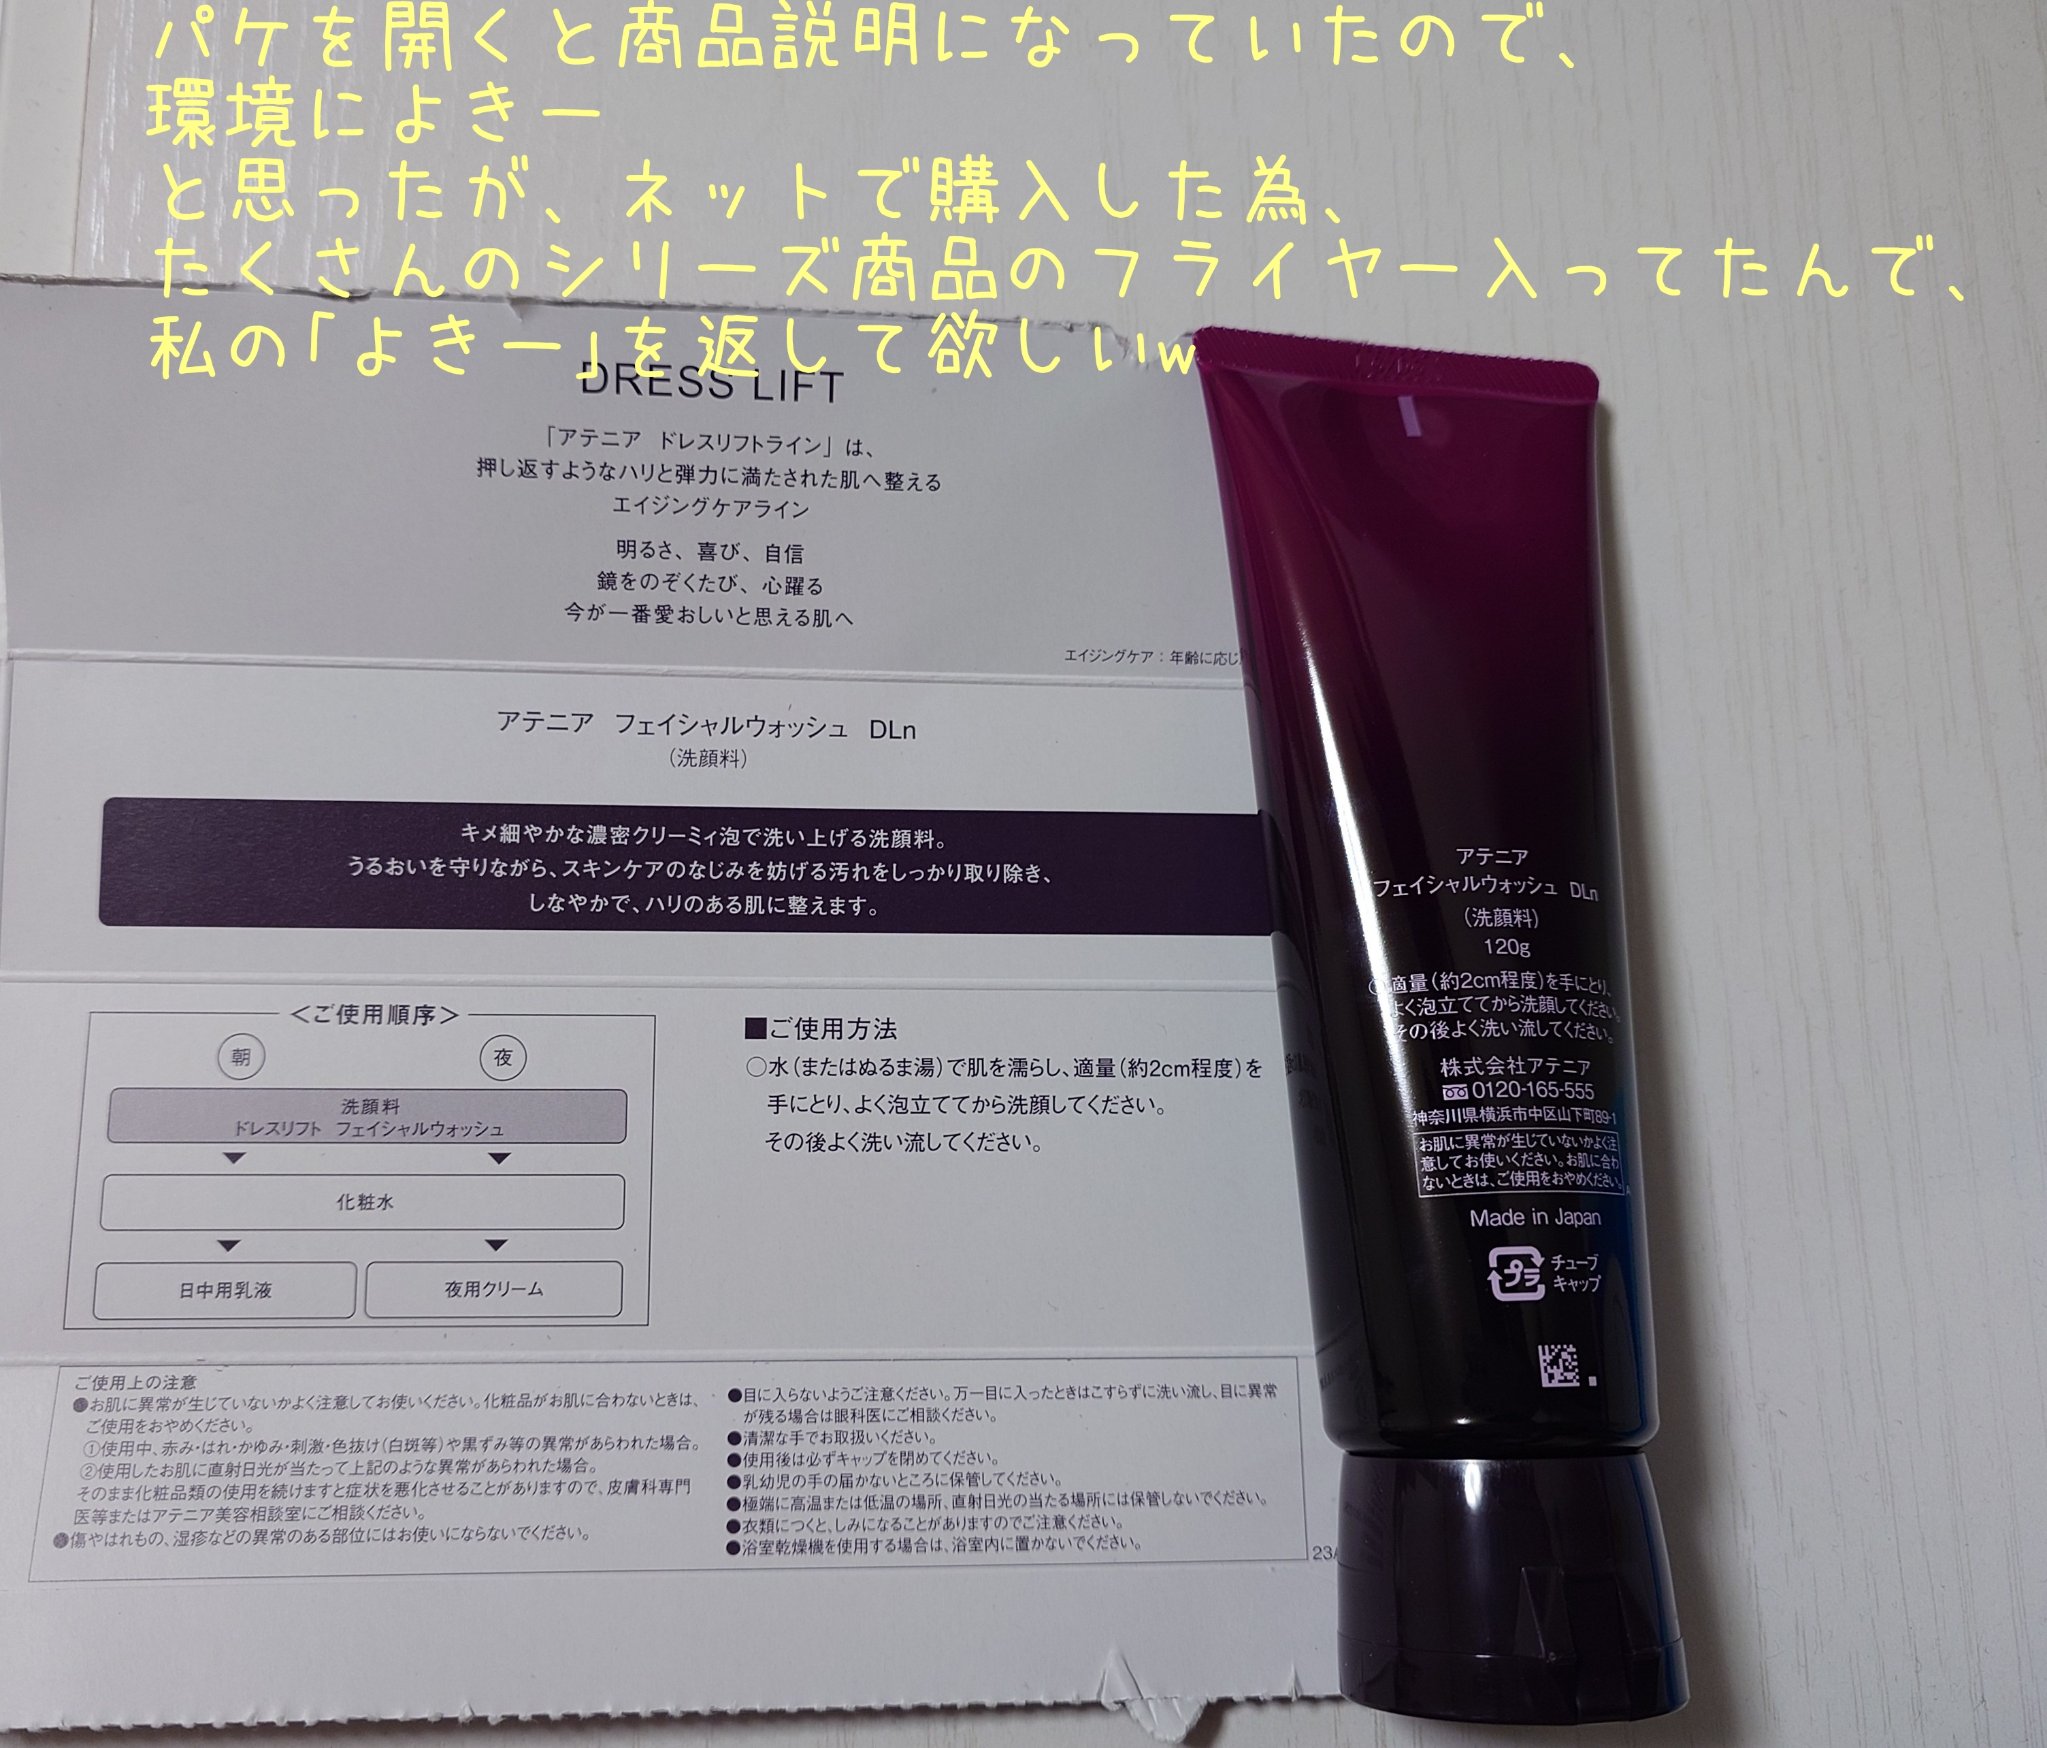 パケを開くと商品説明になっていたので、
環境によきー
と思ったが、ネットで購入した為、
たくさんのシリーズ商品のフライヤー入ってたんで、
私の「よきー」を返して欲しいw
DRESS LIFT
「アテニア ドレスリフトライン」は、
押し返すようなハリと弾力に満たされた肌へ整える
エイジングケアライン
明るさ、喜び、自信
鏡をのぞくたび、心躍る
今が一番愛おしいと思える肌へ
エイジングケア：年齢に応じ
アテニア フェイシャルウォッシュ DLn
（洗顔料）
キメ細やかな濃密クリーミィ泡で洗い上げる洗顔料。
うるおいを守りながら、スキンケアのなじみを妨げる汚れをしっかり取り除き、
しなやかで、ハリのある肌に整えます。
＜ご使用順序＞
朝 夜
洗顔料
ドレスリフト フェイシャルウォッシュ
化粧水
日中用乳液 夜用クリーム
■ご使用方法
○水（またはぬるま湯）で肌を濡らし、適量（約2cm程度）を
手にとり、よく泡立ててから洗顔してください。
その後よく洗い流してください。
ご使用上の注意
●お肌に異常が生じていないかよく注意してお使いください。化粧品がお肌に合わないときは、
ご使用をおやめください。
①使用中、赤み・はれ・かゆみ・刺激・色抜け（白斑等）や黒ずみ等の異常があらわれた場合。
②使用したお肌に直射日光が当たって上記のような異常があらわれた場合。
そのまま化粧品類の使用を続けますと症状を悪化させることがありますので、皮膚科専門
医等またはアテニア美容相談室にご相談ください。
●傷やはれもの、湿疹などの異常のある部位にはお使いにならないでください。
●目に入らないようご注意ください。万一目に入ったときはこすらずに洗い流し、目に異常
が残る場合は眼科医にご相談ください。
●清潔な手でお取扱いください。
●使用後は必ずキャップを閉めてください。
●乳幼児の手の届かないところに保管してください。
●極端に高温または低温の場所、直射日光の当たる場所には保管しないでください。
●衣類につくと、しみになることがありますのでご注意ください。
●浴室乾燥機を使用する場合は、浴室内に置かないでください。
23/
アテニア
フェイシャルウォッシュ DLn
（洗顔料）
120g
○適量（約2cm程度）を手にとり、
よく泡立ててから洗顔してください。
その後よく洗い流してください。
株式会社アテニア
0120-165-555
神奈川県横浜市中区山下町89-1
お肌に異常が生じていないかよく注
意してお使いください。お肌に合わ
ないときは、ご使用をおやめください。
Made in Japan
プラ チューブ
キャップ